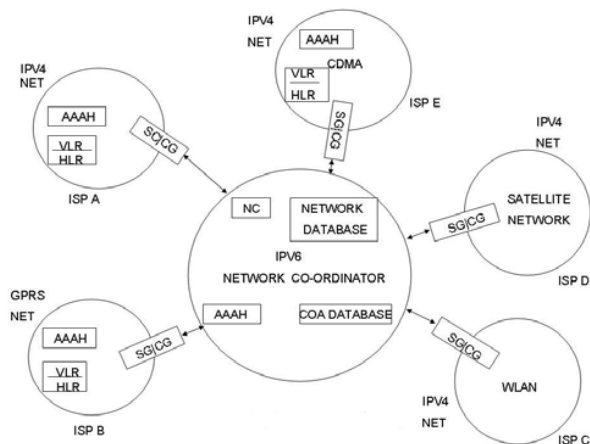 IPV4
NET
AAAH
CDMA
VLR
HLR
SG|CG
ISP E
IPV4
NET
AAAH
VLR
HLR
SC|CG
ISP A
IPV4
NET
SATELLITE
NETWORK
SG|CG
ISP D
NC
NETWORK
DATABASE
IPV6
NETWORK CO-ORDINATOR
AAAH
COA DATABASE
GPRS
NET
AAAH
VLR
HLR
SG|CG
ISP B
SG|CG
WLAN
IPV4
NET
ISP C